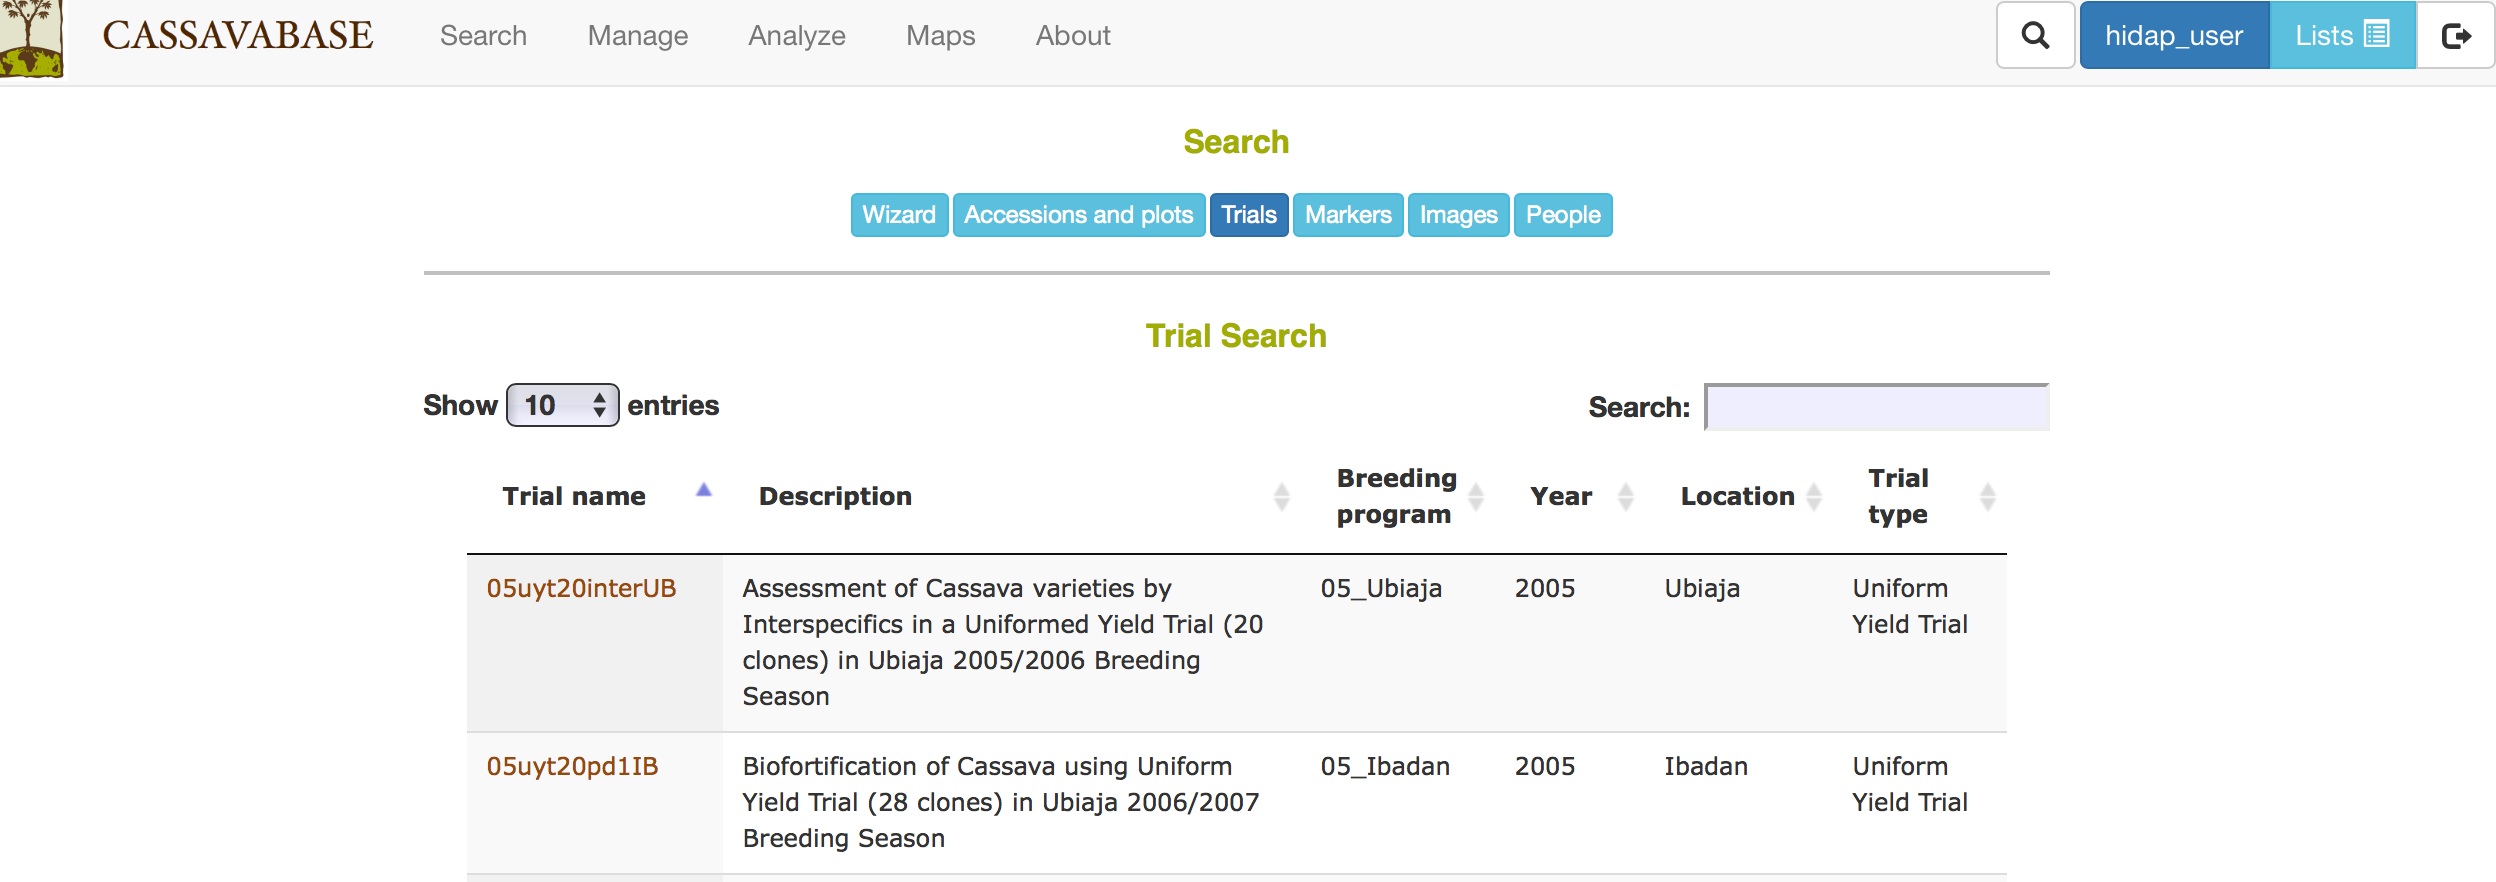 CASSAVABASE Search Manage Analyze Maps About hidap_user Lists
Search
Wizard Accessions and plots Trials Markers Images People
Trial Search
Show 10 entries Search:
Trial name Description Breeding program Year Location Trial type
05uyt20interUB Assessment of Cassava varieties by 05_Ubiaja 2005 Ubiaja Uniform
Interspecifics in a Uniformed Yield Trial (20 Yield Trial
clones) in Ubiaja 2005/2006 Breeding
Season
05uyt20pd1IB Biofortification of Cassava using Uniform 05_Ibadan 2005 Ibadan Uniform
Yield Trial (28 clones) in Ubiaja 2006/2007 Yield Trial
Breeding Season